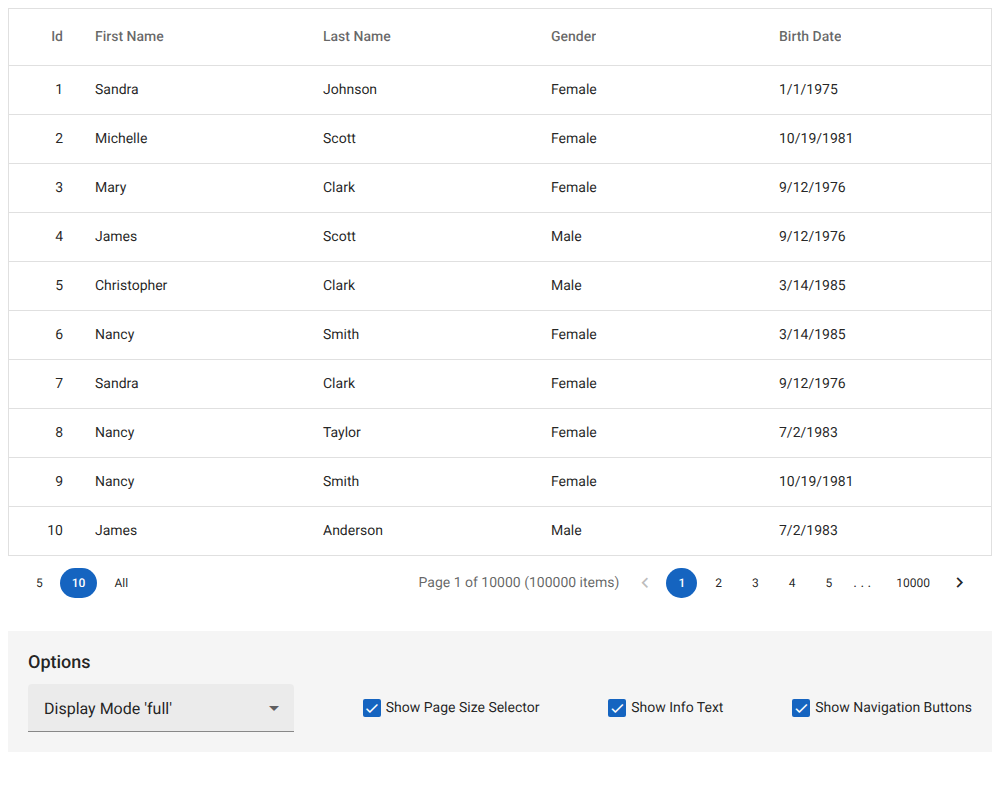 Id First Name Last Name Gender Birth Date
1 Sandra Johnson Female 1/1/1975
2 Michelle Scott Female 10/19/1981
3 Mary Clark Female 9/12/1976
4 James Scott Male 9/12/1976
5 Christopher Clark Male 3/14/1985
6 Nancy Smith Female 3/14/1985
7 Sandra Clark Female 9/12/1976
8 Nancy Taylor Female 7/2/1983
9 Nancy Smith Female 10/19/1981
10 James Anderson Male 7/2/1983
5 10 All Page 1 of 10000 (100000 items) 1 2 3 4 5 . . . 10000
Options
Display Mode 'full' Show Page Size Selector Show Info Text Show Navigation Buttons